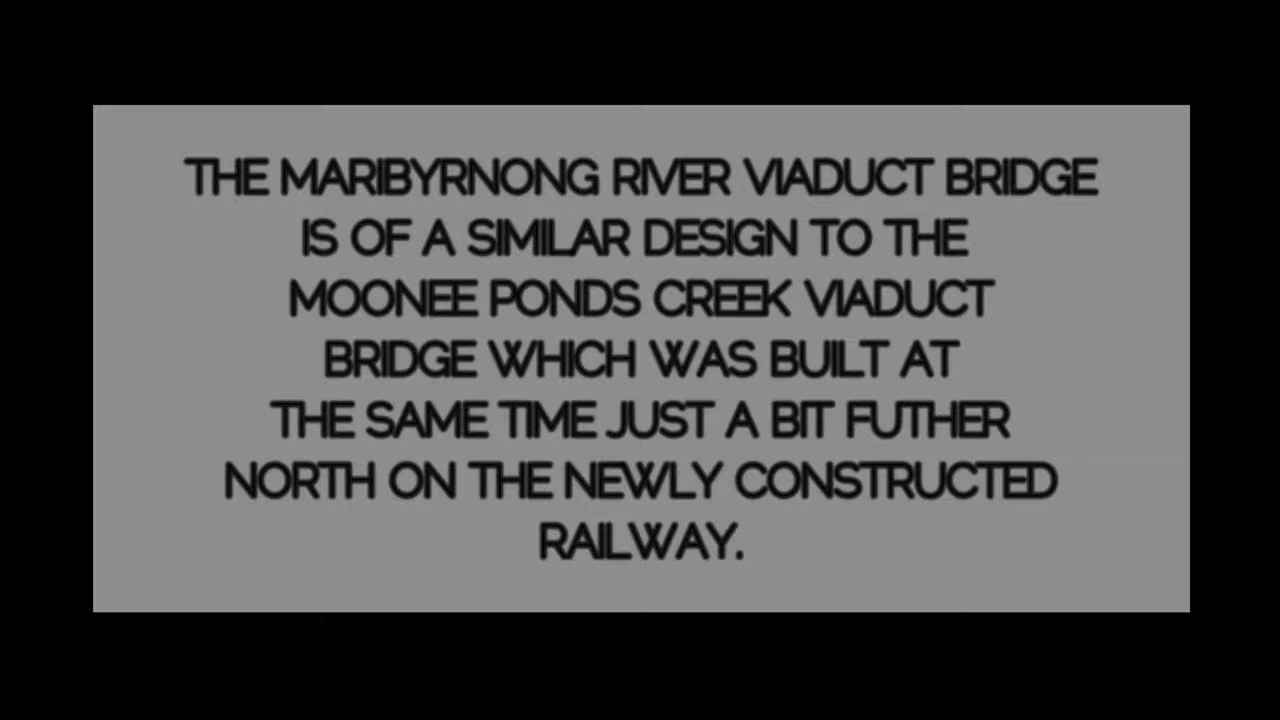 THE MARIBYRNONG RIVER VIADUCT BRIDGE
IS OF A SIMILAR DESIGN TO THE
MOONEE PONDS CREEK VIADUCT
BRIDGE WHICH WAS BUILT AT
THE SAME TIME JUST A BIT FUTHER
NORTH ON THE NEWLY CONSTRUCTED
RAILWAY.